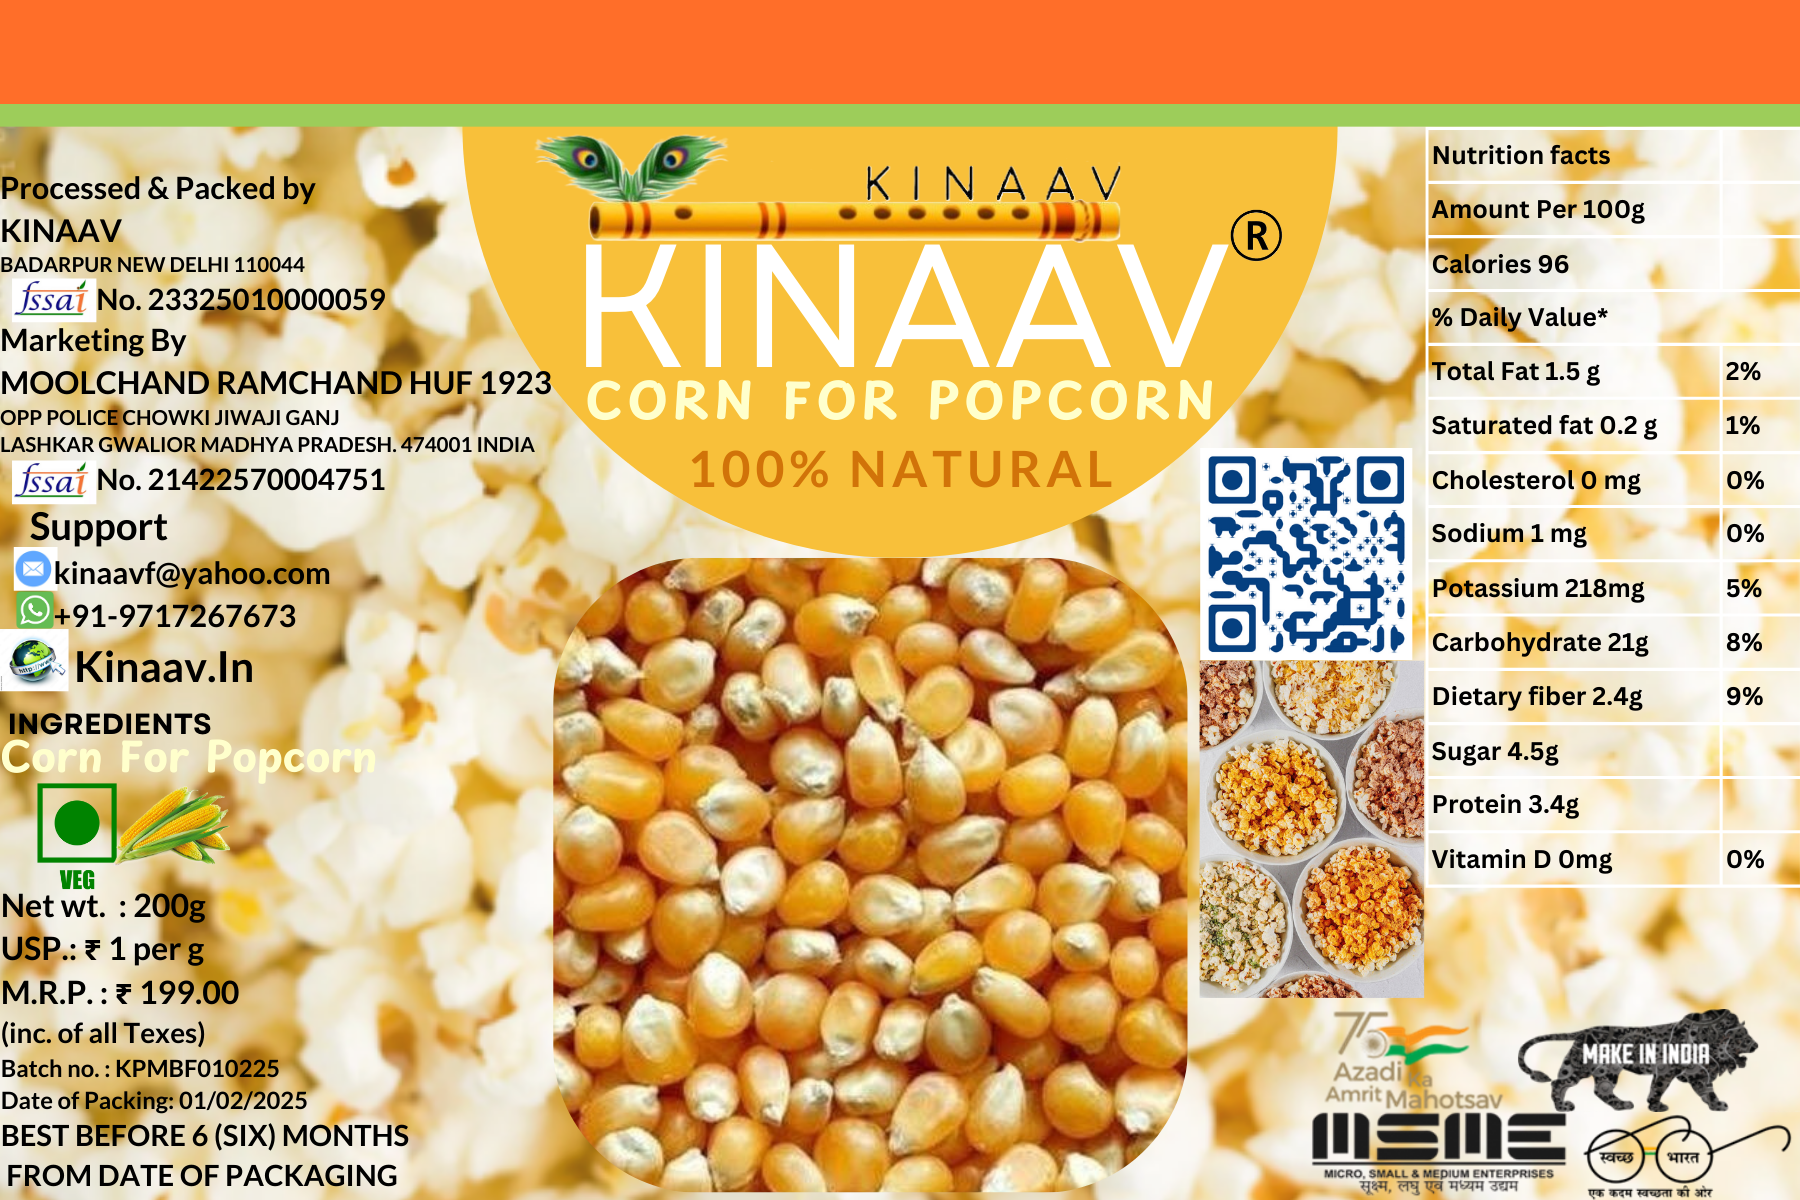 Processed & Packed by
KINAAV
BADARPUR NEW DELHI 110044
fssai No. 23325010000059
Marketing By
MOOLCHAND RAMCHAND HUF 1923
OPP POLICE CHOWKI JIWAJI GANJ
LASHKAR GWALIOR MADHYA PRADESH. 474001 INDIA
fssai No. 21422570004751
Support
kinaavf@yahoo.com
+91-9717267673
http://www
Kinaav.In
INGREDIENTS
Corn For Popcorn
VEG
Net wt. : 200g
USP.: ₹ 1 per g
M.R.P. : ₹ 199.00
(inc. of all Texes)
Batch no. : KPMBF010225
Date of Packing: 01/02/2025
BEST BEFORE 6 (SIX) MONTHS
FROM DATE OF PACKAGING
KINAAV
KINAAV®
CORN FOR POPCORN
100% NATURAL
Nutrition facts
Amount Per 100g
Calories 96
% Daily Value*
Total Fat 1.5 g 2%
Saturated fat 0.2 g 1%
Cholesterol 0 mg 0%
Sodium 1 mg 0%
Potassium 218mg 5%
Carbohydrate 21g 8%
Dietary fiber 2.4g 9%
Sugar 4.5g
Protein 3.4g
Vitamin D 0mg 0%
75
Azadi Ka
Amrit Mahotsav
MAKE IN INDIA
MSME
MICRO, SMALL & MEDIUM ENTERPRISES
सूक्ष्म, लघु एवं मध्यम उद्यम
स्वच्छ भारत
एक कदम स्वच्छता की ओर